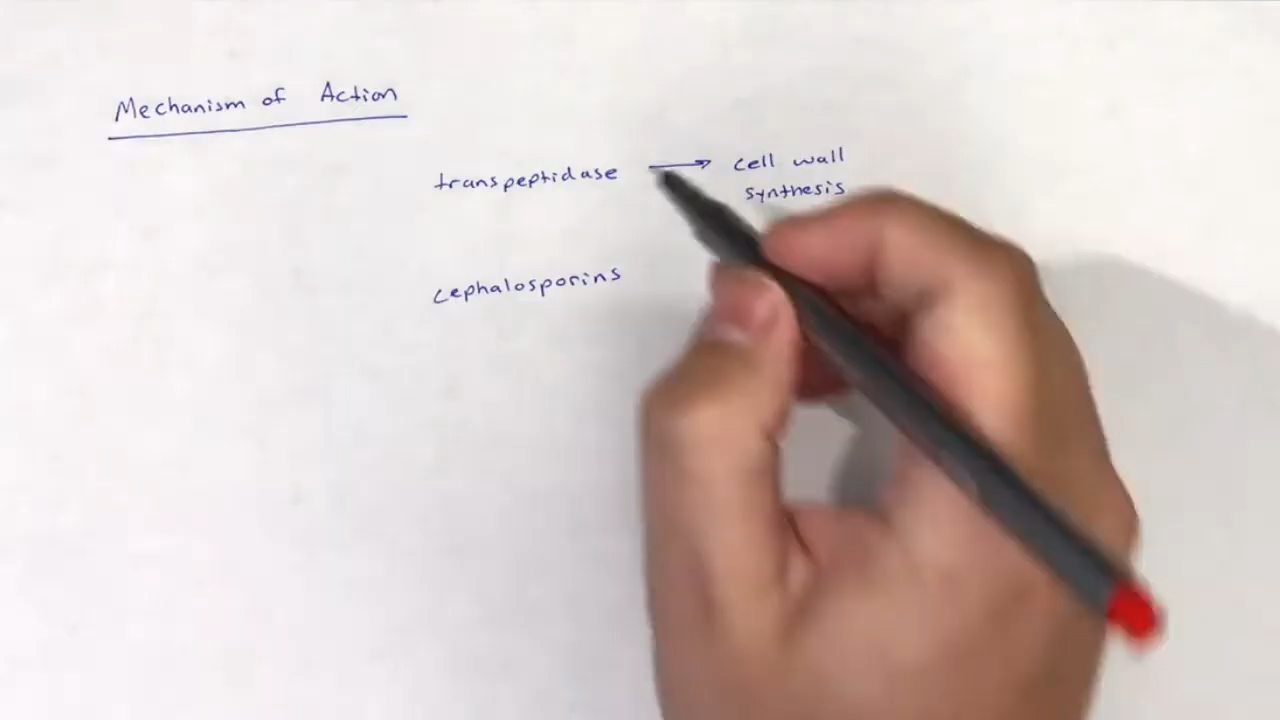 Mechanism of Action
transpeptidase → cell wall
synthesis
cephalosporins